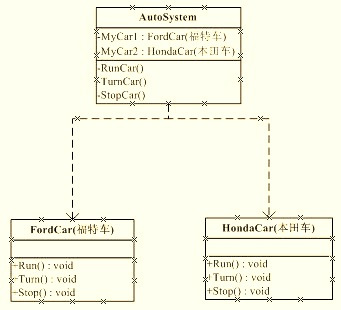 AutoSystem
-MyCar1 : FordCar(福特车)
-MyCar2 : HondaCar(本田车)
-RunCar()
-TurnCar()
-StopCar()
FordCar(福特车)
+Run() : void
+Turn() : void
+Stop() : void
HondaCar(本田车)
+Run() : void
+Turn() : void
+Stop() : void